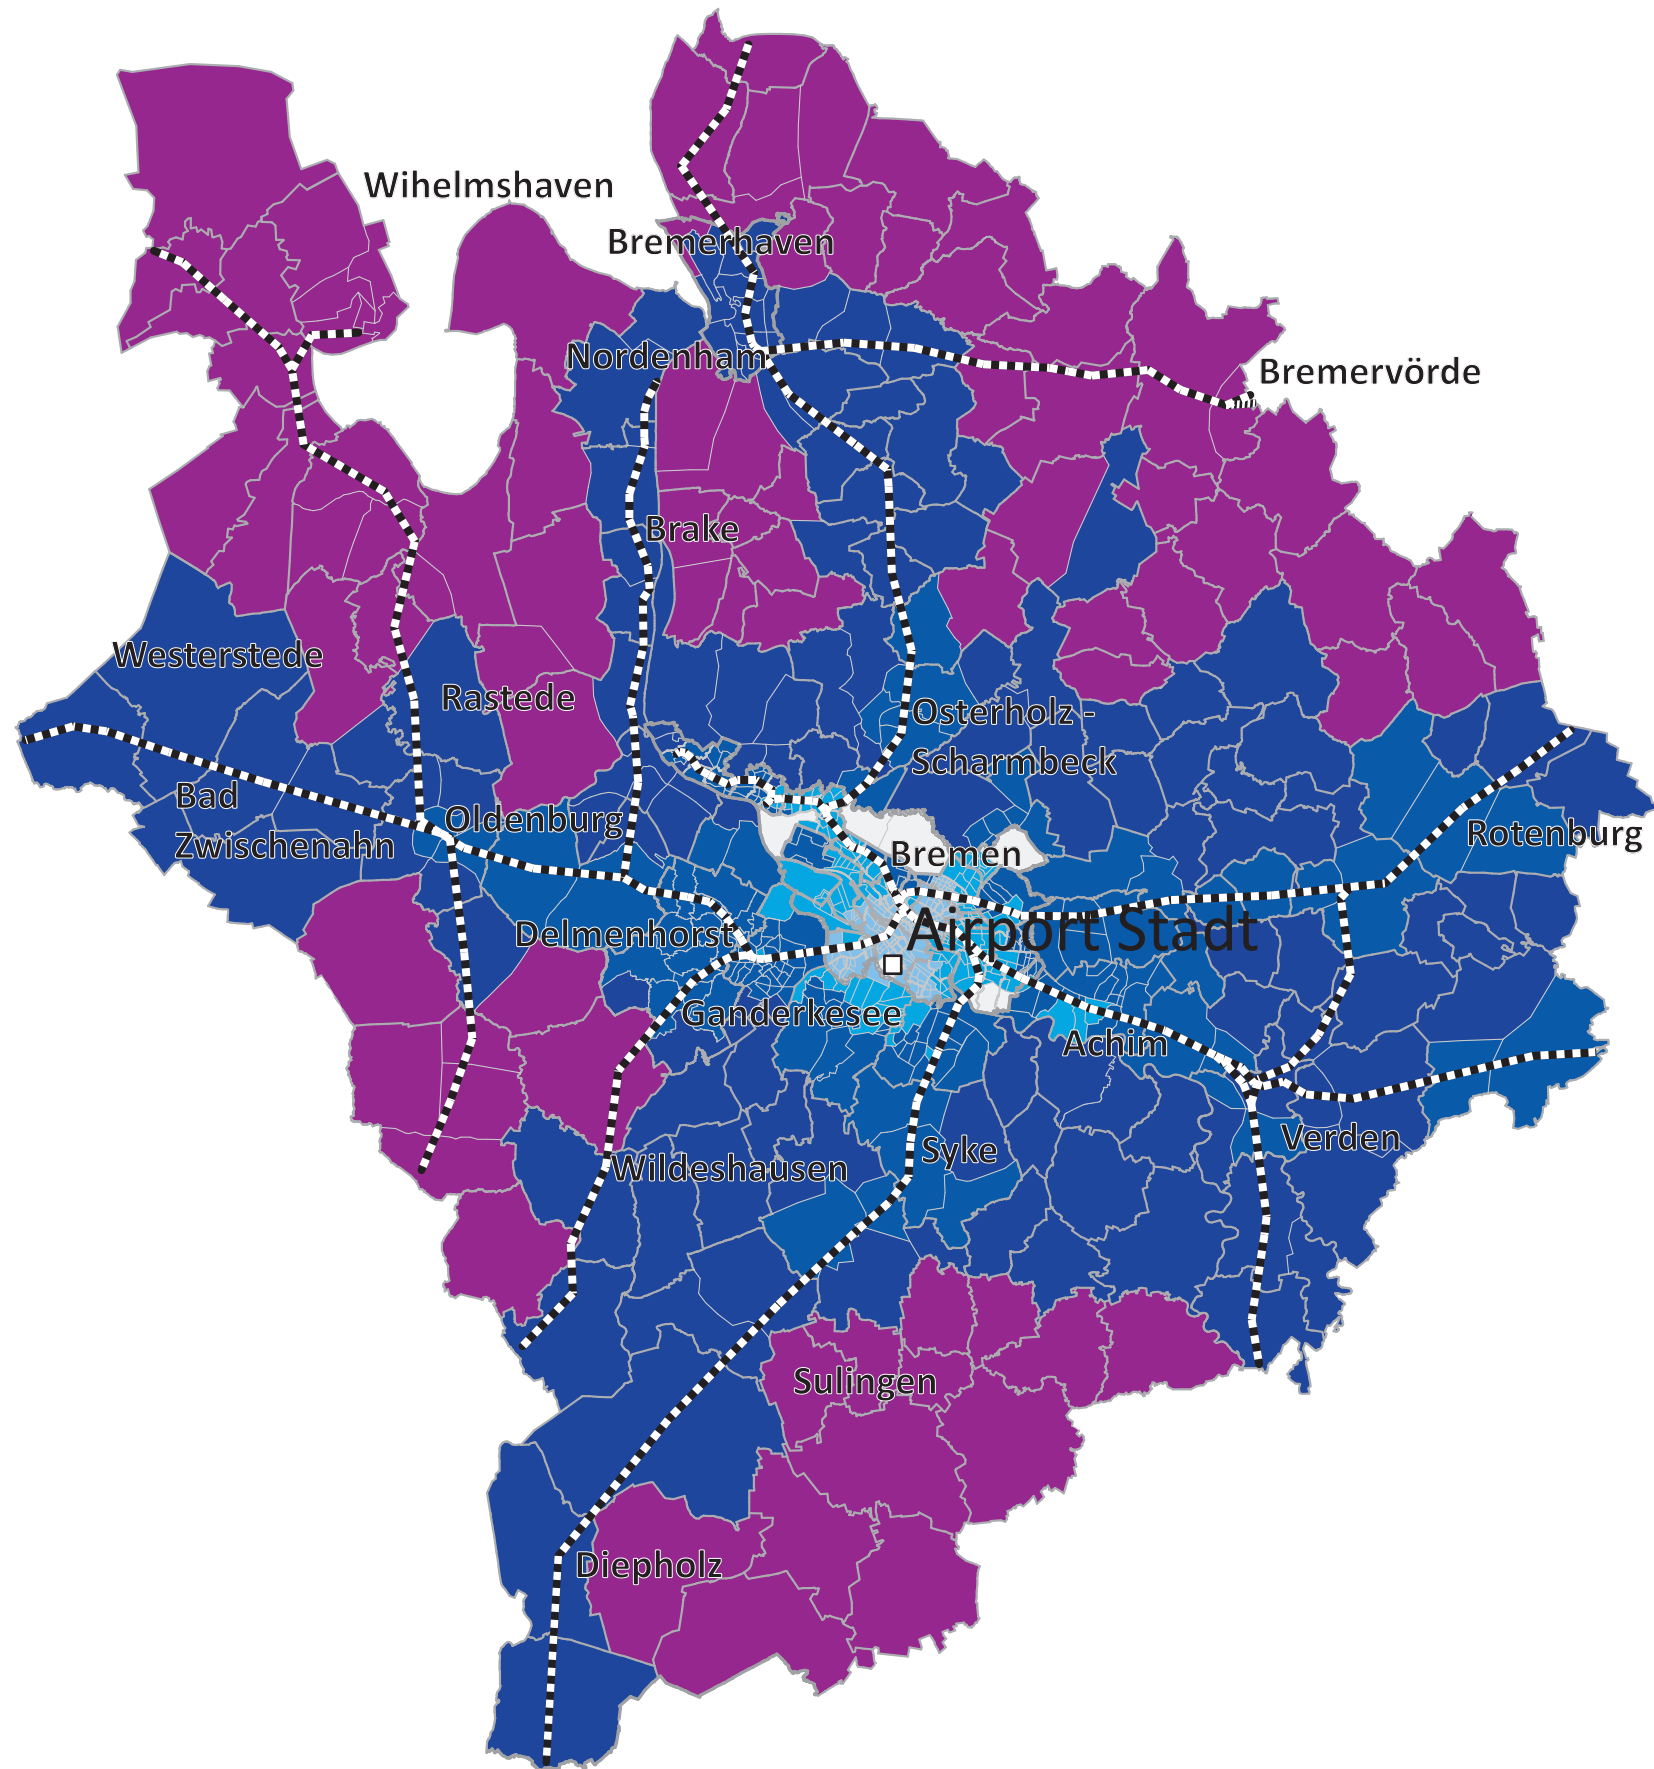 Wihelmshaven
Bremerhaven
Nordenham
Bremervörde
Brake
Westerstede
Rastede
Osterholz -
Scharmbeck
Bad
Zwischenahn
Oldenburg
Rotenburg
Bremen
Airport Stadt
Delmenhorst
Ganderkesee
Achim
Verden
Syke
Wildeshausen
Sulingen
Diepholz